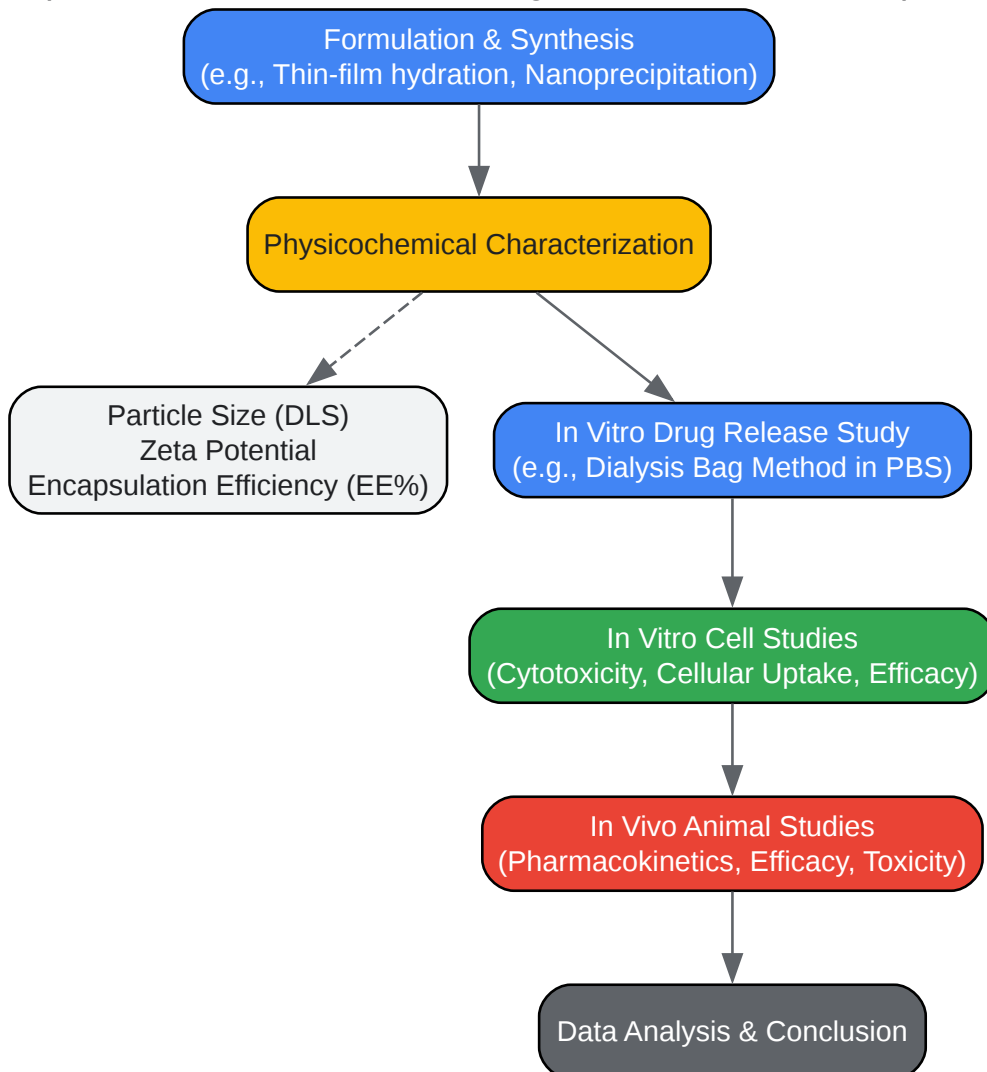 Formulation & Synthesis
(e.g., Thin-film hydration, Nanoprecipitation)
Physicochemical Characterization
Particle Size (DLS)
Zeta Potential
Encapsulation Efficiency (EE%)
In Vitro Drug Release Study
(e.g., Dialysis Bag Method in PBS)
In Vitro Cell Studies
(Cytotoxicity, Cellular Uptake, Efficacy)
In Vivo Animal Studies
(Pharmacokinetics, Efficacy, Toxicity)
Data Analysis & Conclusion